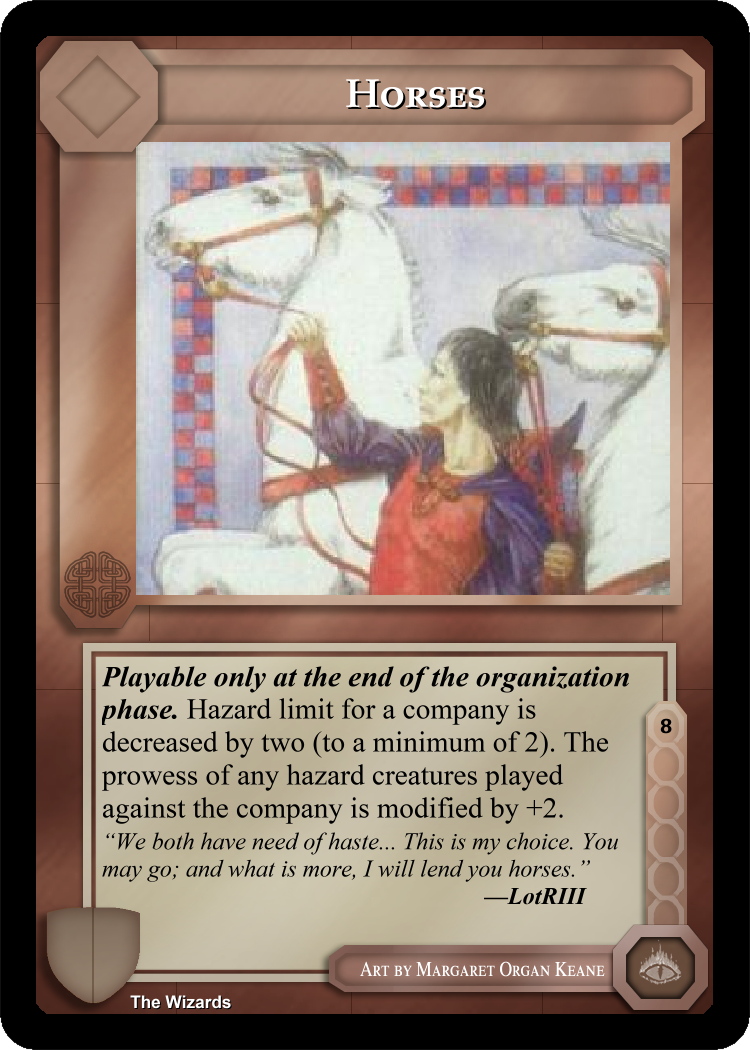 Horses
Playable only at the end of the organization
phase. Hazard limit for a company is
decreased by two (to a minimum of 2). The
prowess of any hazard creatures played
against the company is modified by +2.
“We both have need of haste... This is my choice. You
may go; and what is more, I will lend you horses.”
—LotRIII
8
Art by Margaret Organ Keane
The Wizards